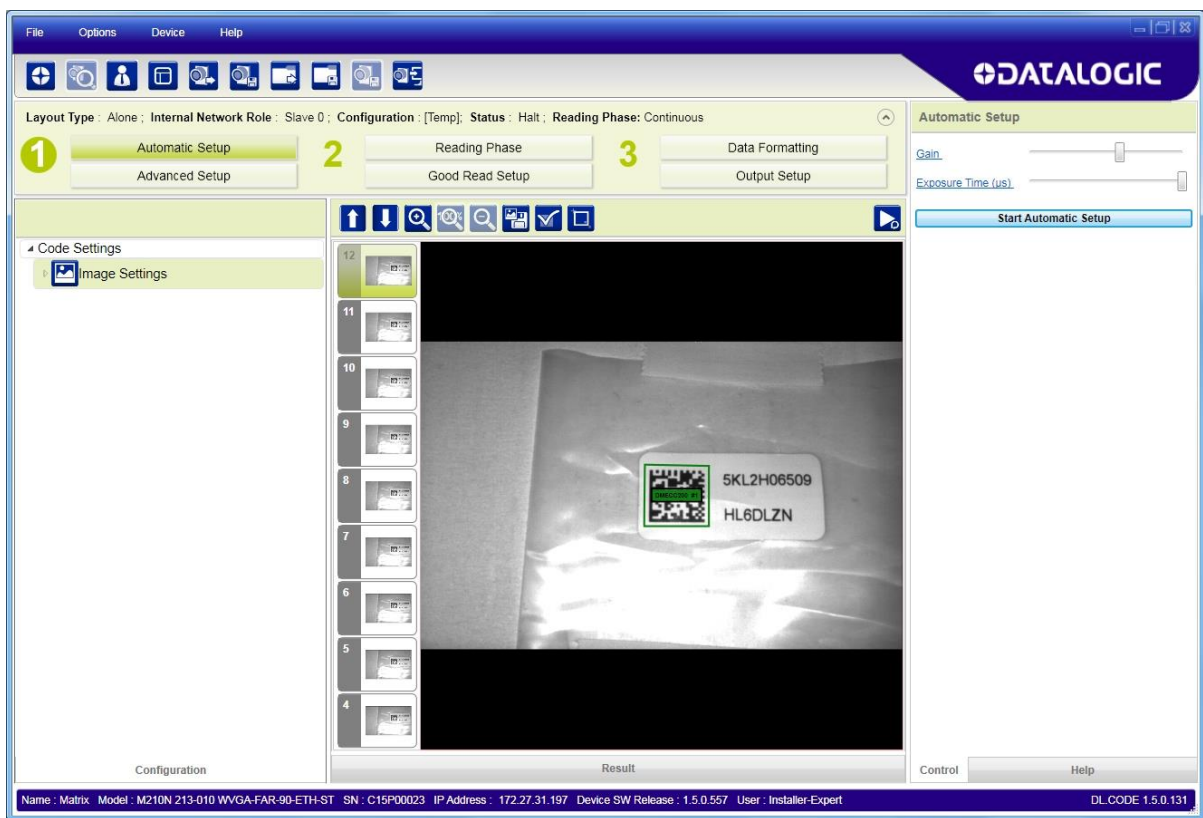 File Options Device Help
DATALOGIC
Layout Type : Alone ; Internal Network Role : Slave 0 ; Configuration : [Temp]; Status : Halt ; Reading Phase: Continuous
1 Automatic Setup 2 Reading Phase 3 Data Formatting
Advanced Setup Good Read Setup Output Setup
Automatic Setup
Gain
Exposure Time (µs)
Start Automatic Setup
Code Settings
Image Settings
12
11
10
9
8
7
6
5
4
5KL2H06509
DMECC200 #1
HL6DLZN
Configuration
Result
Control Help
Name : Matrix Model : M210N 213-010 WVGA-FAR-90-ETH-ST SN : C15P00023 IP Address : 172.27.31.197 Device SW Release : 1.5.0.557 User : Installer-Expert DL.CODE 1.5.0.131